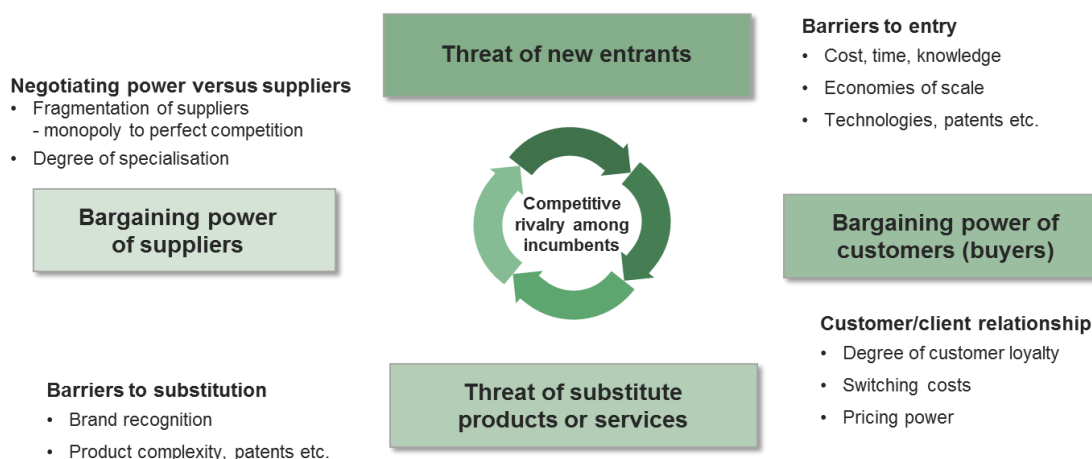 Threat of new entrants
Barriers to entry
• Cost, time, knowledge
• Economies of scale
• Technologies, patents etc.
Negotiating power versus suppliers
• Fragmentation of suppliers
- monopoly to perfect competition
• Degree of specialisation
Bargaining power
of suppliers
Competitive
rivalry among
incumbents
Bargaining power of
customers (buyers)
Customer/client relationship
• Degree of customer loyalty
• Switching costs
• Pricing power
Barriers to substitution
• Brand recognition
• Product complexity, patents etc.
Threat of substitute
products or services